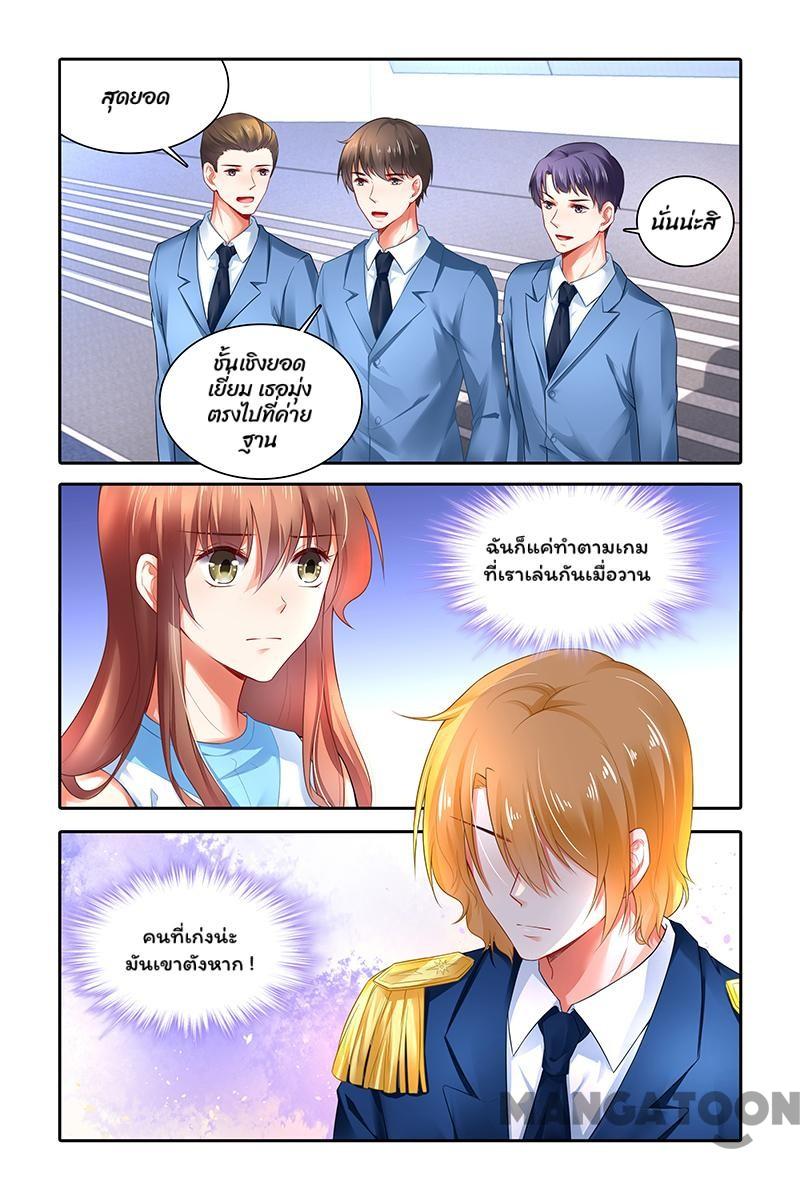 สุดยอด
นั่นน่ะสิ
ชั้นเชิงยอด
เยี่ยม เธอมุ่ง
ตรงไปที่ค่าย
ฐาน
ฉันก็แค่ทำตามเกม
ที่เราเล่นกันเมื่อวาน
คนที่เก่งน่ะ
มันเขาตังหาก !
MANGATOON